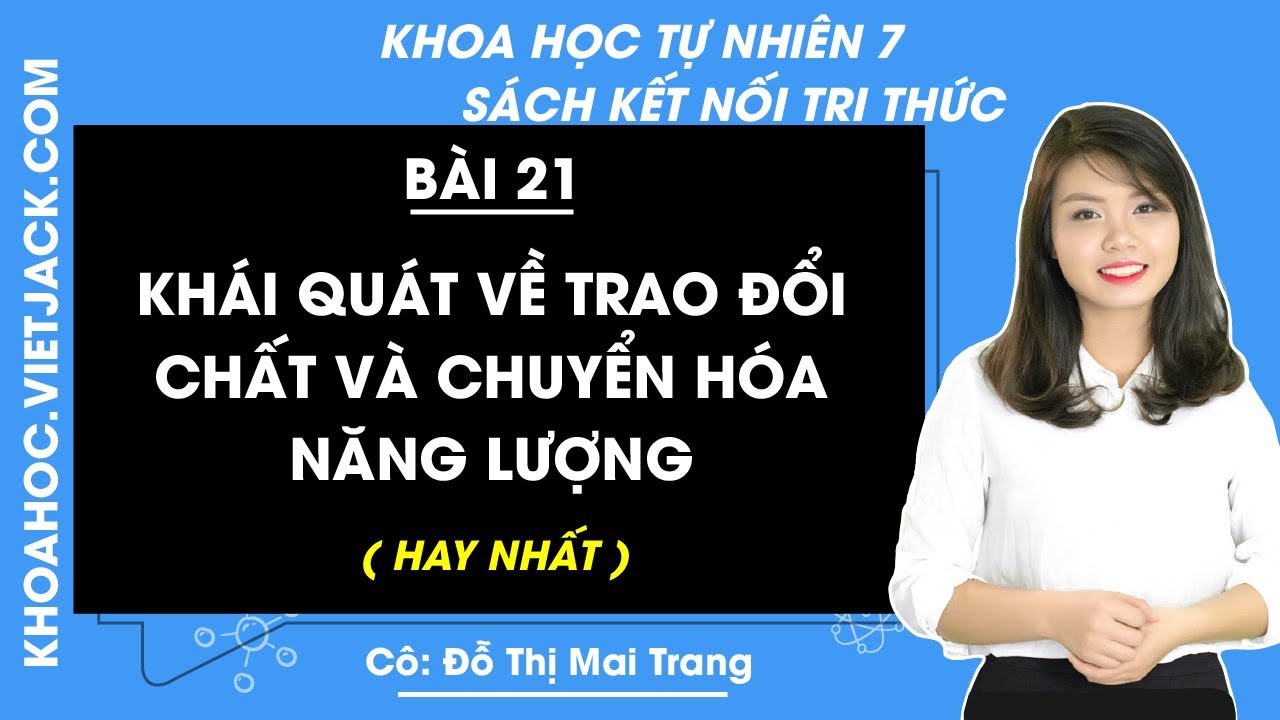 KHOA HỌC TỰ NHIÊN 7
SÁCH KẾT NỐI TRI THỨC
KHOAHOC.VIETJACK.COM
BÀI 21
KHÁI QUÁT VỀ TRAO ĐỔI
CHẤT VÀ CHUYỂN HÓA
NĂNG LƯỢNG
( HAY NHẤT )
Cô: Đỗ Thị Mai Trang